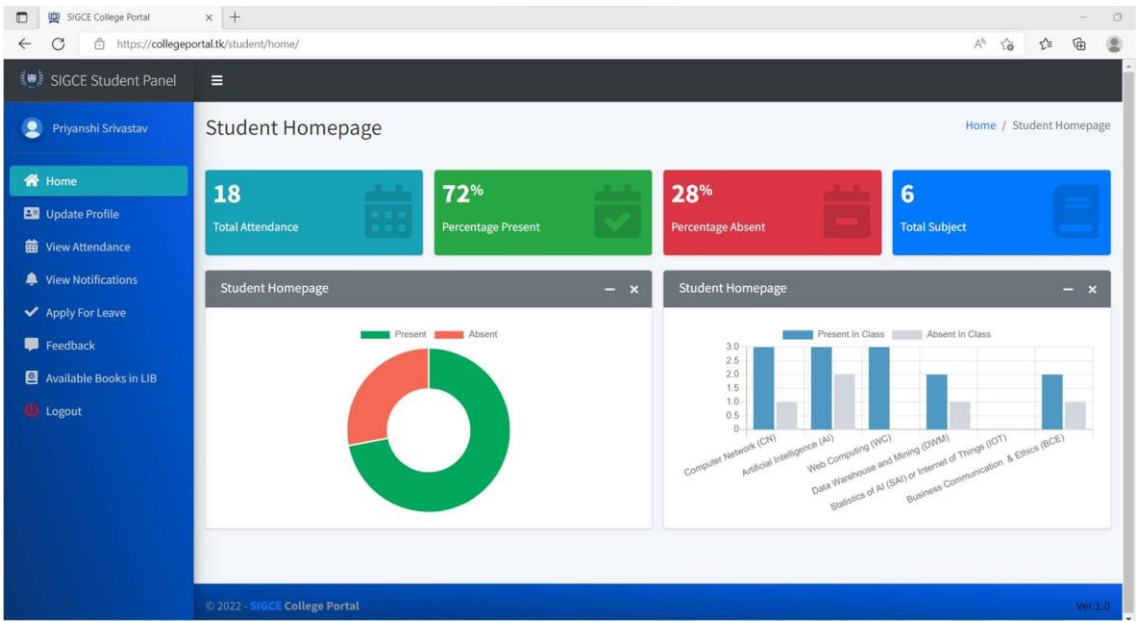 SIGCE College Portal
https://collegeportal.tk/student/home/
SIGCE Student Panel
Priyanshi Srivastav
Home
Update Profile
View Attendance
View Notifications
Apply For Leave
Feedback
Available Books in LIB
Logout
Student Homepage
Home / Student Homepage
18
Total Attendance
72%
Percentage Present
28%
Percentage Absent
6
Total Subject
Student Homepage
Present Absent
Student Homepage
Present In Class Absent In Class
3.0
2.5
2.0
1.5
1.0
0.5
0
Computer Network (CN)
Artificial Intelligence (AI)
Web Computing (WC)
Data Warehouse and Mining (DWM)
Statistics of AI (SAI) or Internet of Things (IOT)
Business Communication & Ethics (BCE)
© 2022 - SIGCE College Portal
Ver.1.0